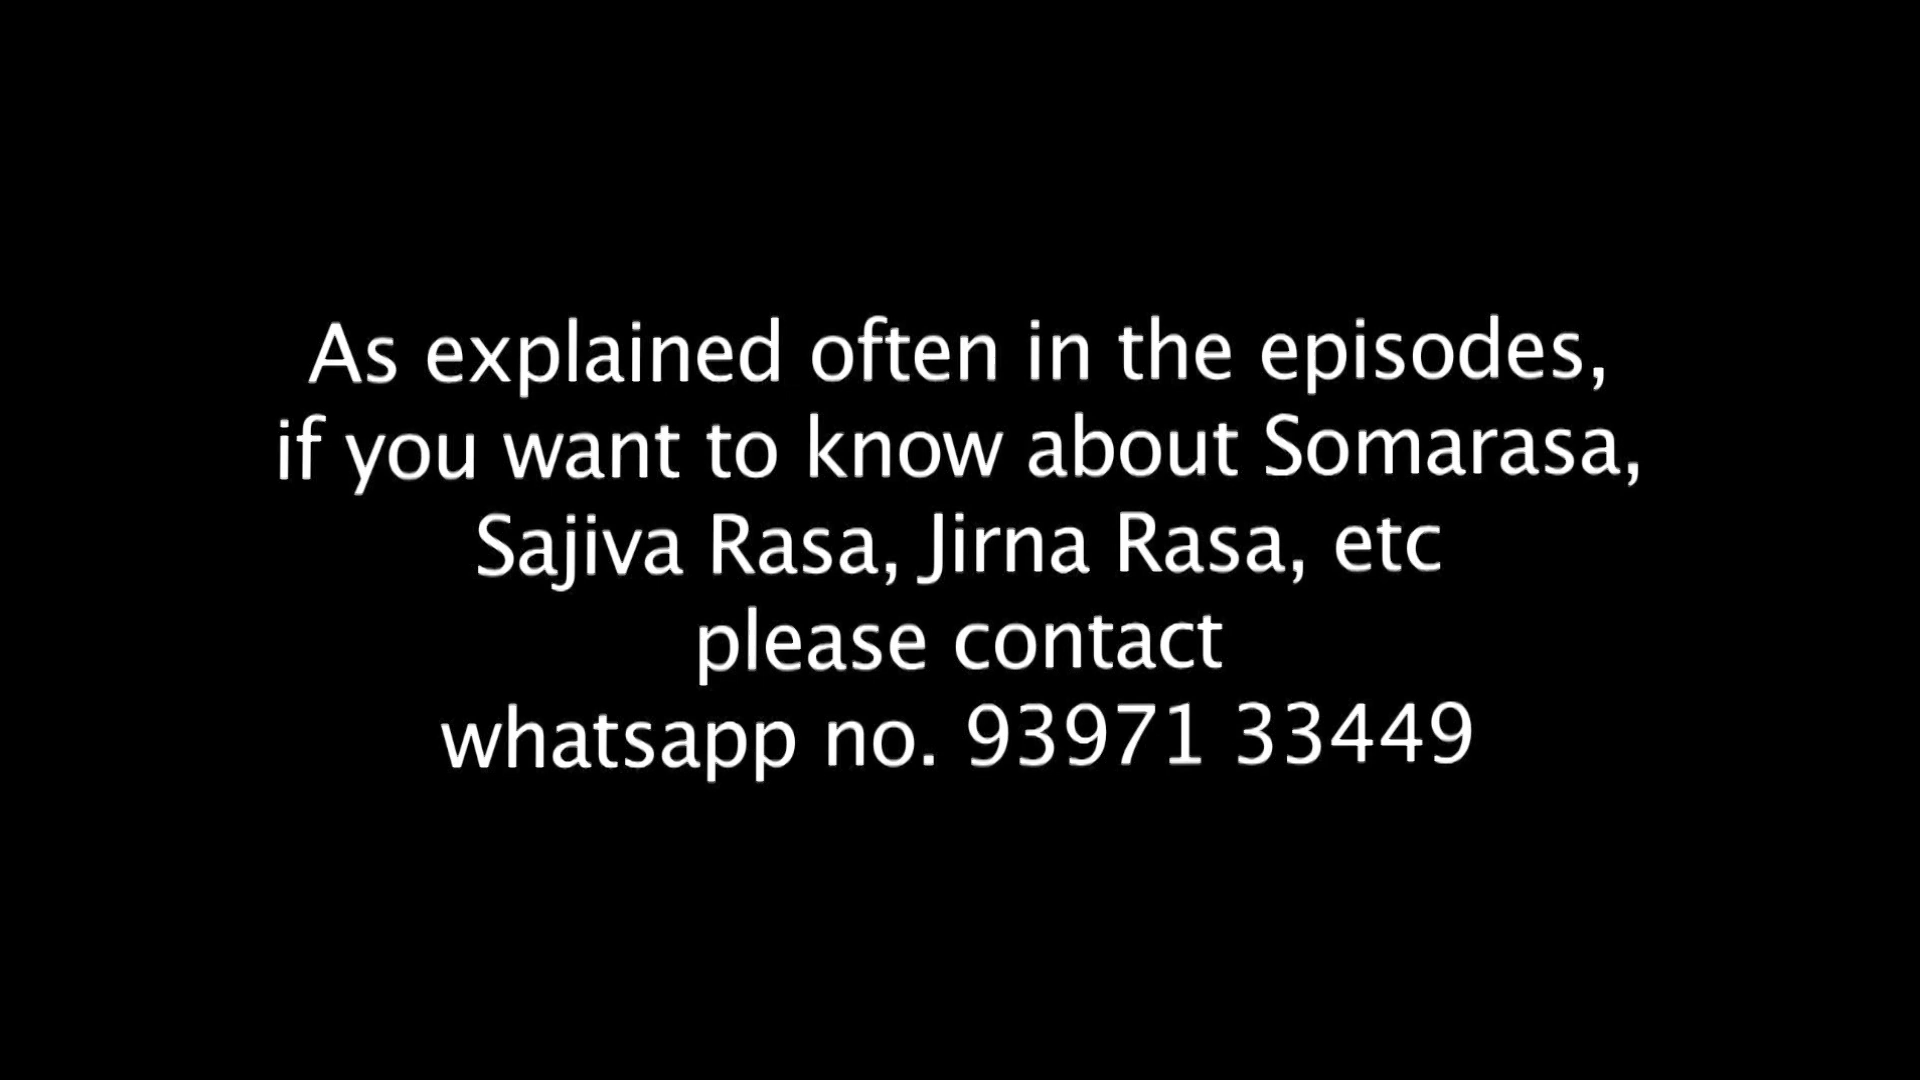 As explained often in the episodes,
if you want to know about Somarasa,
Sajiva Rasa, Jirna Rasa, etc
please contact
whatsapp no. 93971 33449